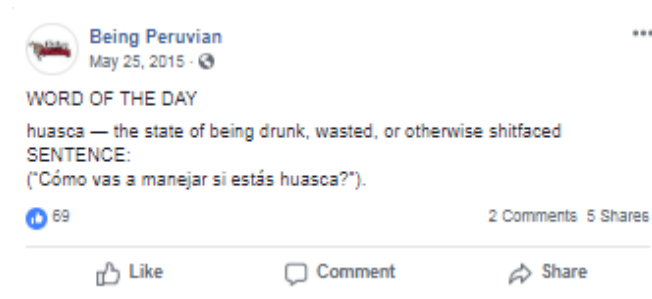 Being Peruvian
May 25, 2015 ·
WORD OF THE DAY
huasca — the state of being drunk, wasted, or otherwise shitfaced
SENTENCE:
("Cómo vas a manejar si estás huasca?").
69
2 Comments 5 Shares
Like Comment Share